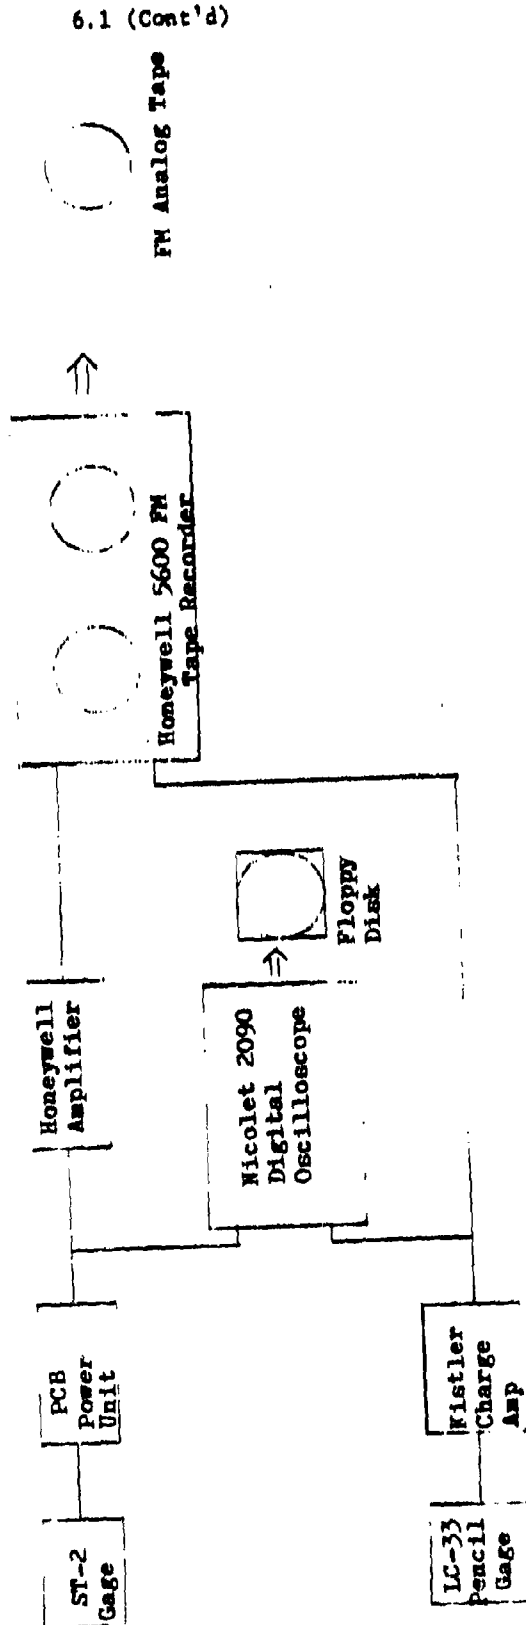 6.1 (Cont'd)
FM Analog Tape
Honeywell 5600 FM
Tape Recorder
Floppy
Disk
Honeywell
Amplifier
Nicolet 2090
Digital
Oscilloscope
PCB
Power
Unit
Kistler
Charge
Amp
ST-2
Gage
LC-33
Pencil
Gage